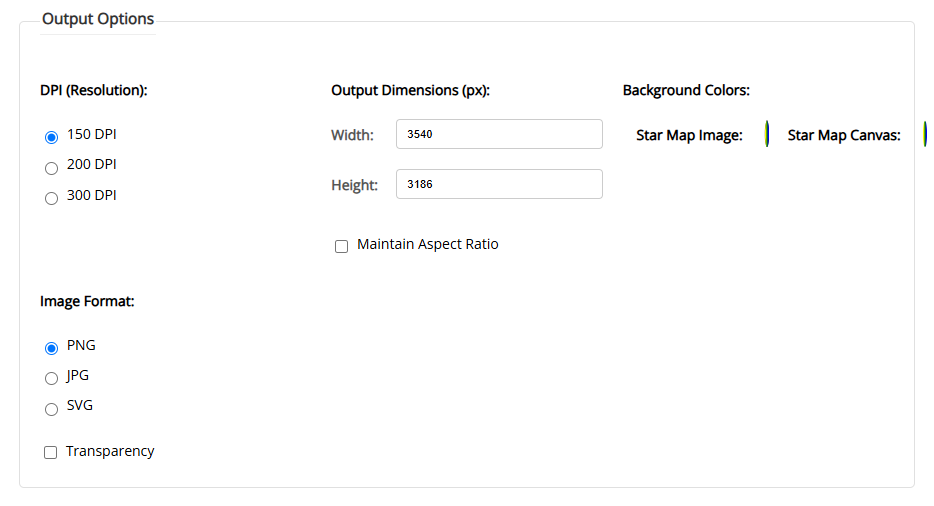 Output Options
DPI (Resolution):
150 DPI
200 DPI
300 DPI
Output Dimensions (px):
Width: 3540
Height: 3186
Maintain Aspect Ratio
Background Colors:
Star Map Image: Star Map Canvas:
Image Format:
PNG
JPG
SVG
Transparency